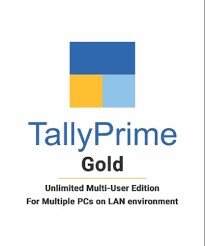 TallyPrime
Gold
Unlimited Multi-User Edition
For Multiple PCs on LAN environment